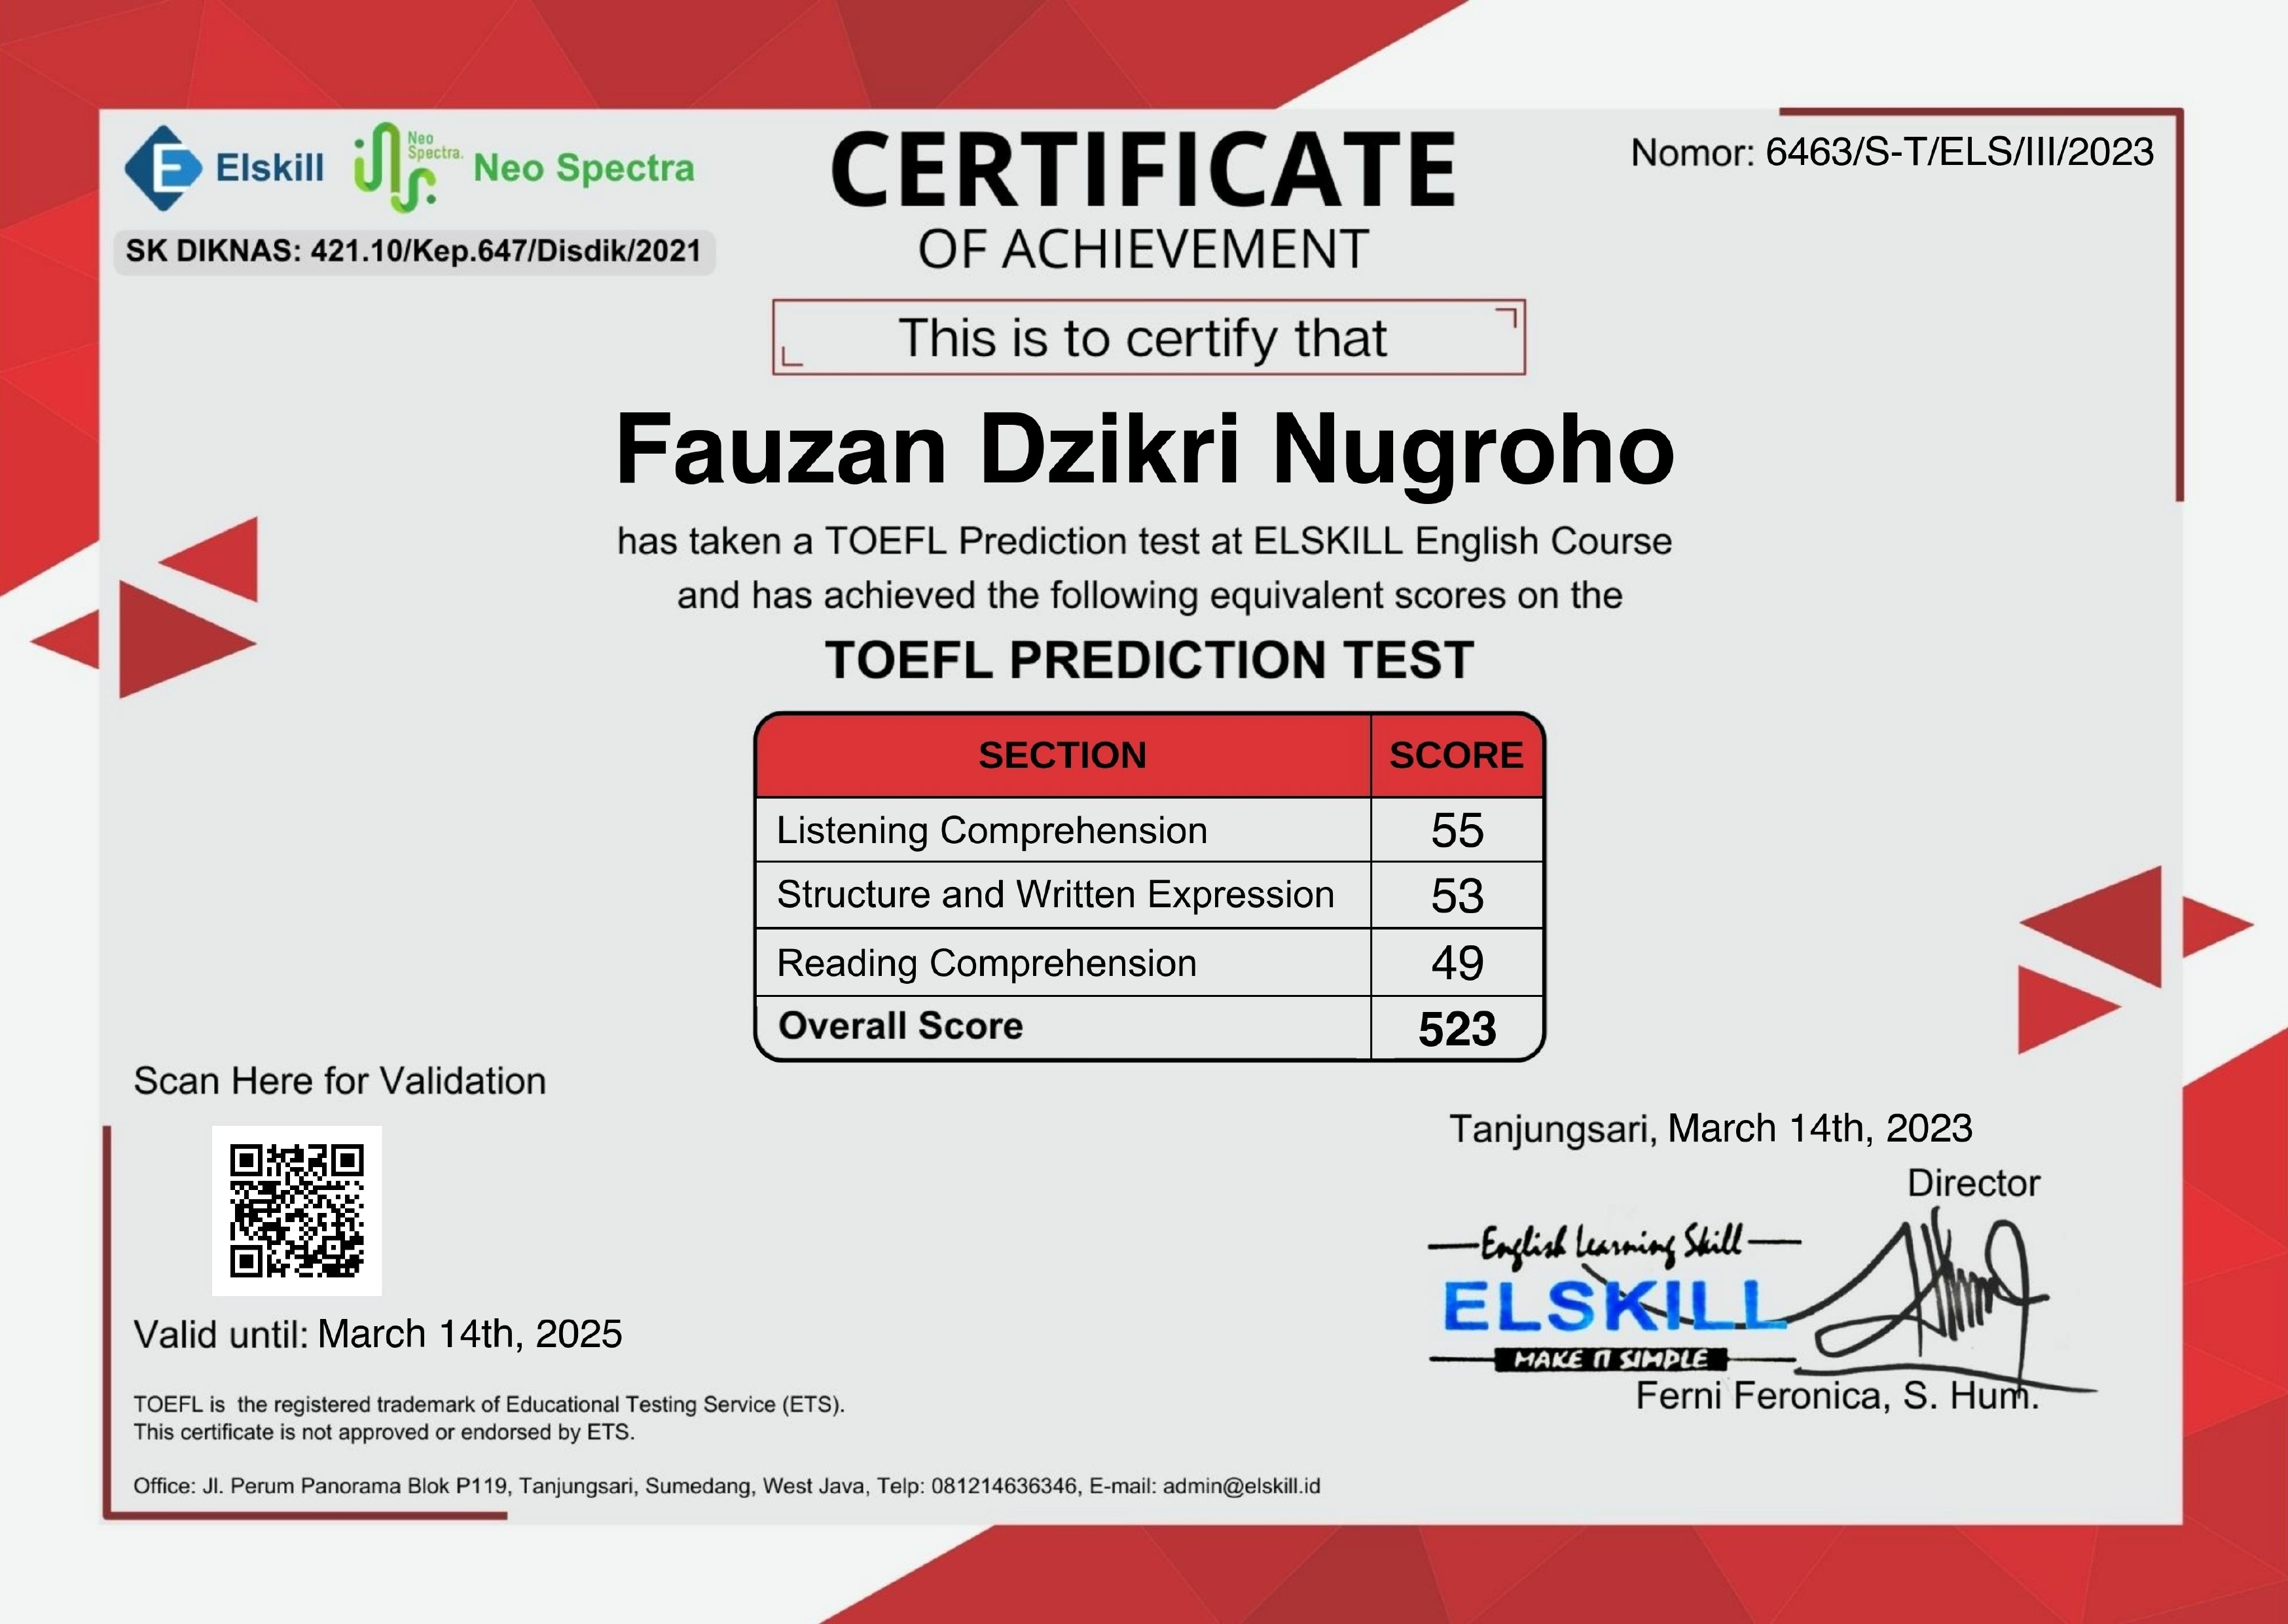 Elskill
Neo
Spectra.
Neo Spectra
SK DIKNAS: 421.10/Kep.647/Disdik/2021
CERTIFICATE
OF ACHIEVEMENT
Nomor: 6463/S-T/ELS/III/2023
This is to certify that
Fauzan Dzikri Nugroho
has taken a TOEFL Prediction test at ELSKILL English Course
and has achieved the following equivalent scores on the
TOEFL PREDICTION TEST
SECTION SCORE
Listening Comprehension 55
Structure and Written Expression 53
Reading Comprehension 49
Overall Score 523
Scan Here for Validation
Valid until: March 14th, 2025
Tanjungsari, March 14th, 2023
Director
English Learning Skill
ELSKILL
MAKE IT SIMPLE
Ferni Feronica, S. Hum.
TOEFL is the registered trademark of Educational Testing Service (ETS).
This certificate is not approved or endorsed by ETS.
Office: Jl. Perum Panorama Blok P119, Tanjungsari, Sumedang, West Java, Telp: 081214636346, E-mail: admin@elskill.id